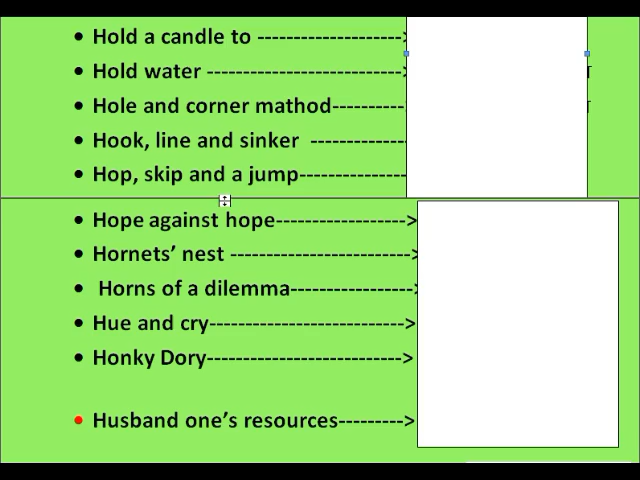 • Hold a candle to -------------------->
• Hold water --------------------------->
• Hole and corner mathod----------
• Hook, line and sinker -------------
• Hop, skip and a jump--------------
• Hope against hope------------------>
• Hornets’ nest ------------------------->
• Horns of a dilemma----------------->
• Hue and cry--------------------------->
• Honky Dory---------------------------->
• Husband one’s resources--------->